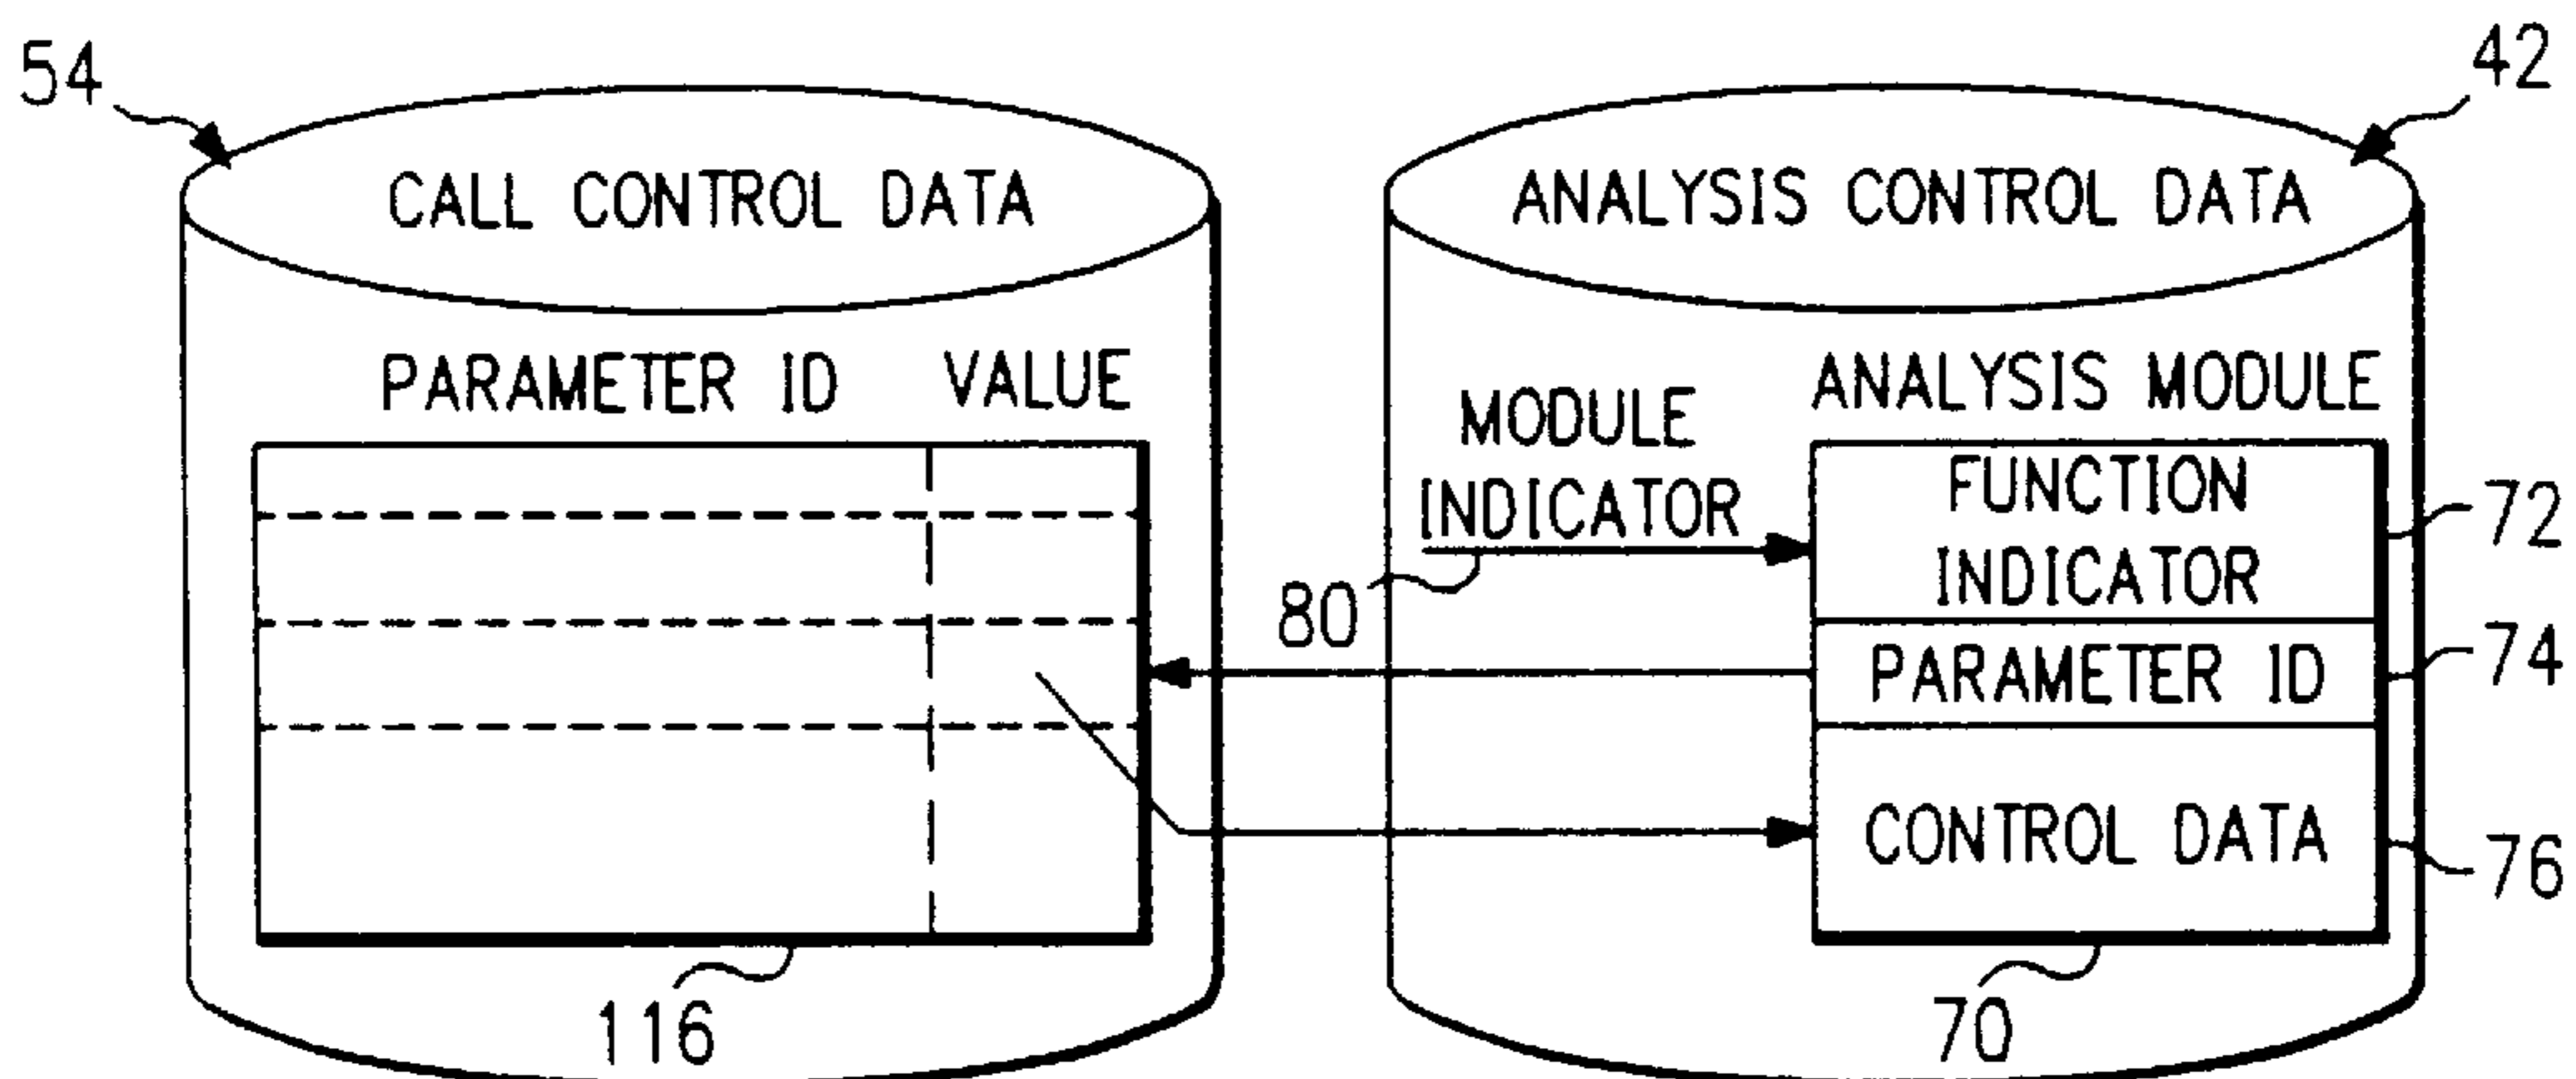 54
42
CALL CONTROL DATA
ANALYSIS CONTROL DATA
PARAMETER ID
VALUE
MODULE
INDICATOR
ANALYSIS MODULE
FUNCTION
INDICATOR
72
80
PARAMETER ID
74
CONTROL DATA
76
116
70